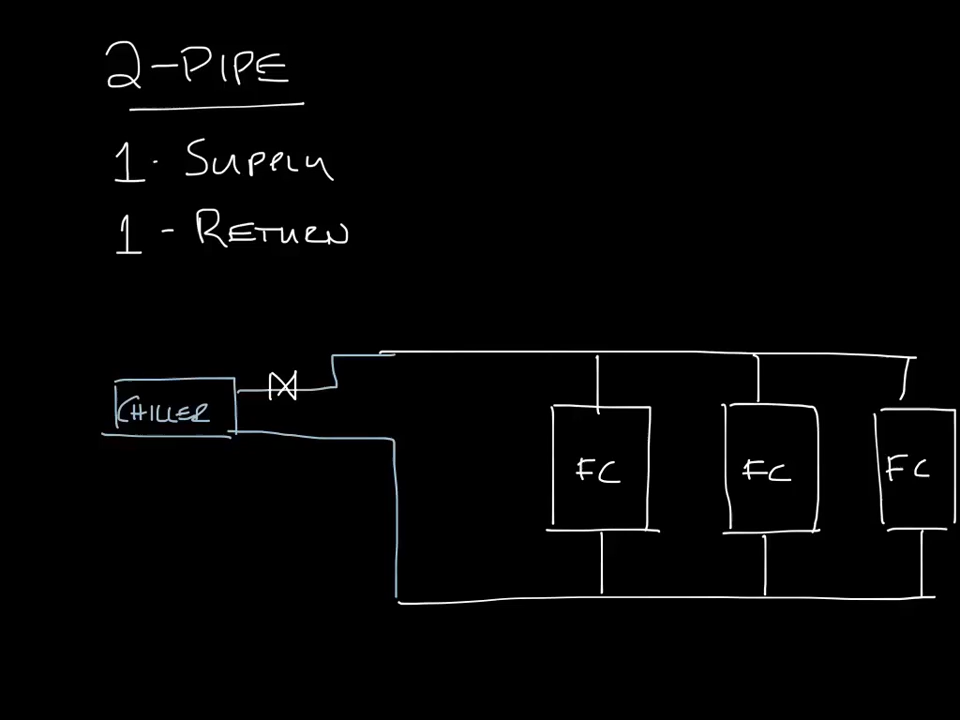 2-PIPE
1 - SUPPLY
1 - RETURN
CHILLER
FC FC FC